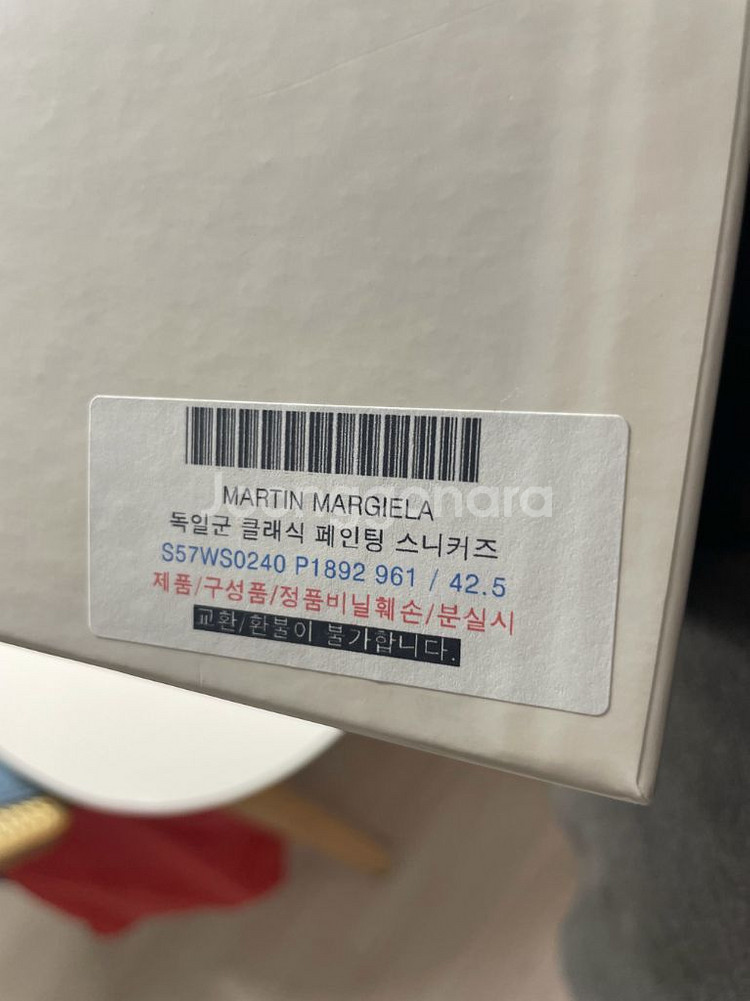 MARTIN MARGIELA
독일군 클래식 페인팅 스니커즈
S57WS0240 P1892 961 / 42.5
제품/구성품/정품비닐훼손/분실시
교환/환불이 불가합니다.
Joonggonara